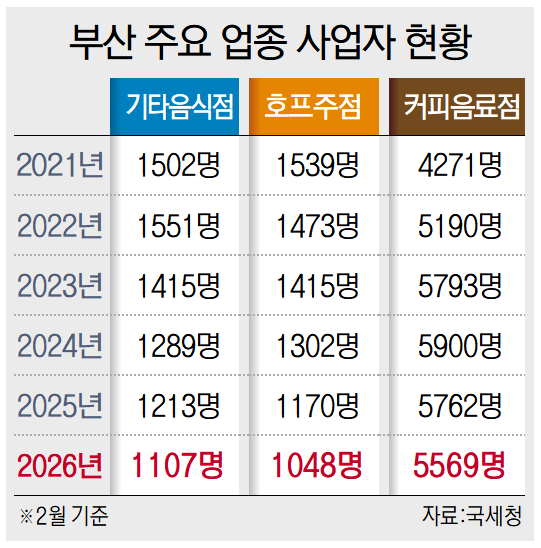 부산 주요 업종 사업자 현황
기타음식점 호프주점 커피음료점
2021년 1502명 1539명 4271명
2022년 1551명 1473명 5190명
2023년 1415명 1415명 5793명
2024년 1289명 1302명 5900명
2025년 1213명 1170명 5762명
2026년 1107명 1048명 5569명
※2월 기준 자료:국세청